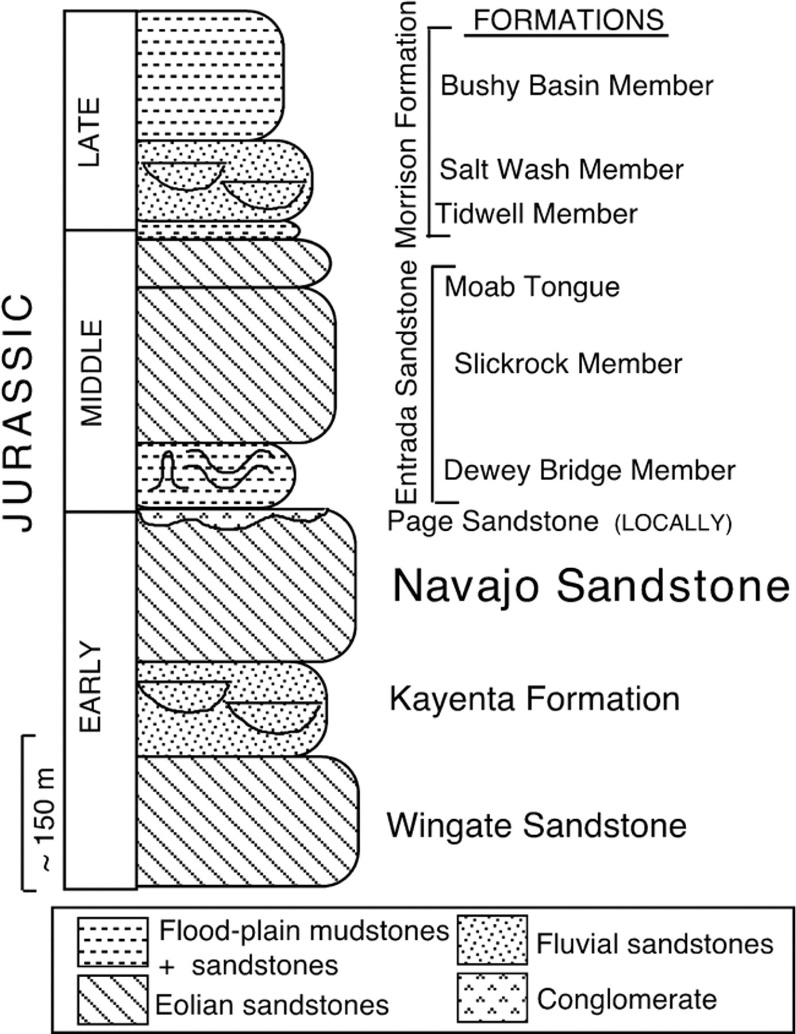 FORMATIONS
LATE
Morrison Formation
Bushy Basin Member
Salt Wash Member
Tidwell Member
JURASSIC
MIDDLE
Entrada Sandstone
Moab Tongue
Slickrock Member
Dewey Bridge Member
Page Sandstone (LOCALLY)
EARLY
Navajo Sandstone
Kayenta Formation
Wingate Sandstone
~ 150 m
Flood-plain mudstones
+ sandstones
Eolian sandstones
Fluvial sandstones
Conglomerate